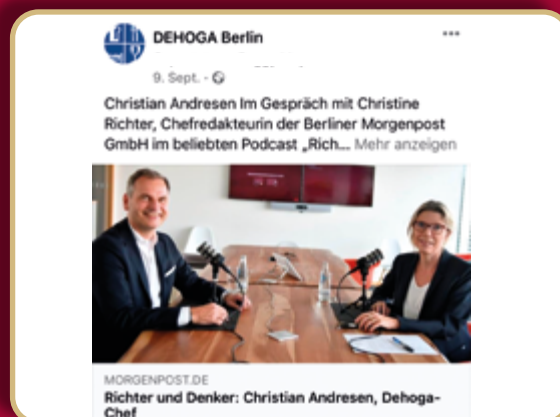 DEHOGA Berlin
9. Sept. ·
Christian Andresen Im Gespräch mit Christine
Richter, Chefredakteurin der Berliner Morgenpost
GmbH im beliebten Podcast „Rich... Mehr anzeigen
MORGENPOST.DE
Richter und Denker: Christian Andresen, Dehoga-
Chef